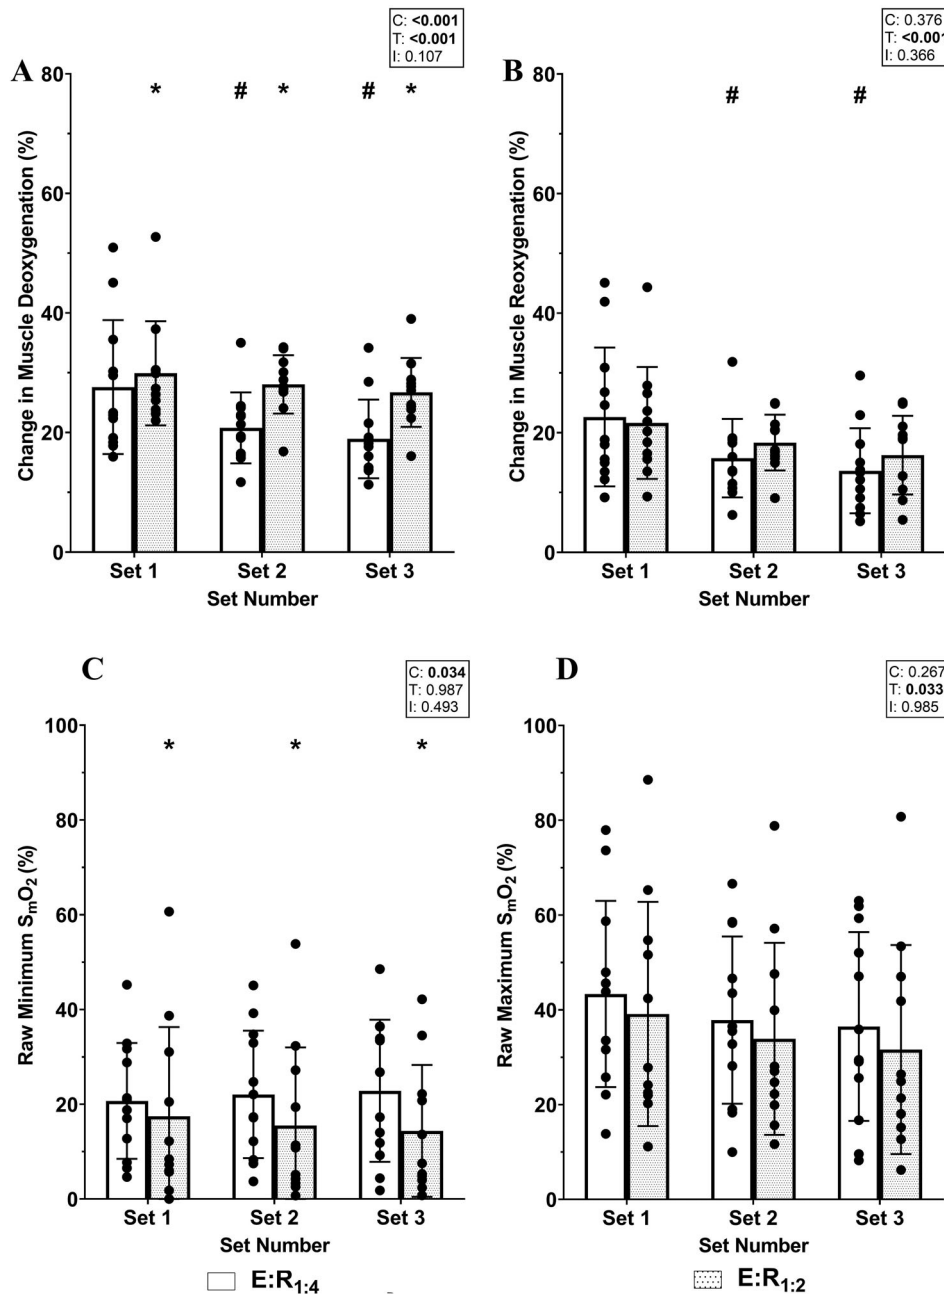 C: <0.001
T: <0.001
I: 0.107
A
80
60
40
20
0
* # * # *
Change in Muscle Deoxygenation (%)
Set 1 Set 2 Set 3
Set Number
C: 0.376
T: <0.001
I: 0.366
B
80
60
40
20
0
# #
Change in Muscle Reoxygenation (%)
Set 1 Set 2 Set 3
Set Number
C: 0.034
T: 0.987
I: 0.493
C
100
80
60
40
20
0
* * *
Raw Minimum SmO2 (%)
Set 1 Set 2 Set 3
Set Number
C: 0.267
T: 0.033
I: 0.985
D
100
80
60
40
20
0
Raw Maximum SmO2 (%)
Set 1 Set 2 Set 3
Set Number
E:R1:4
E:R1:2